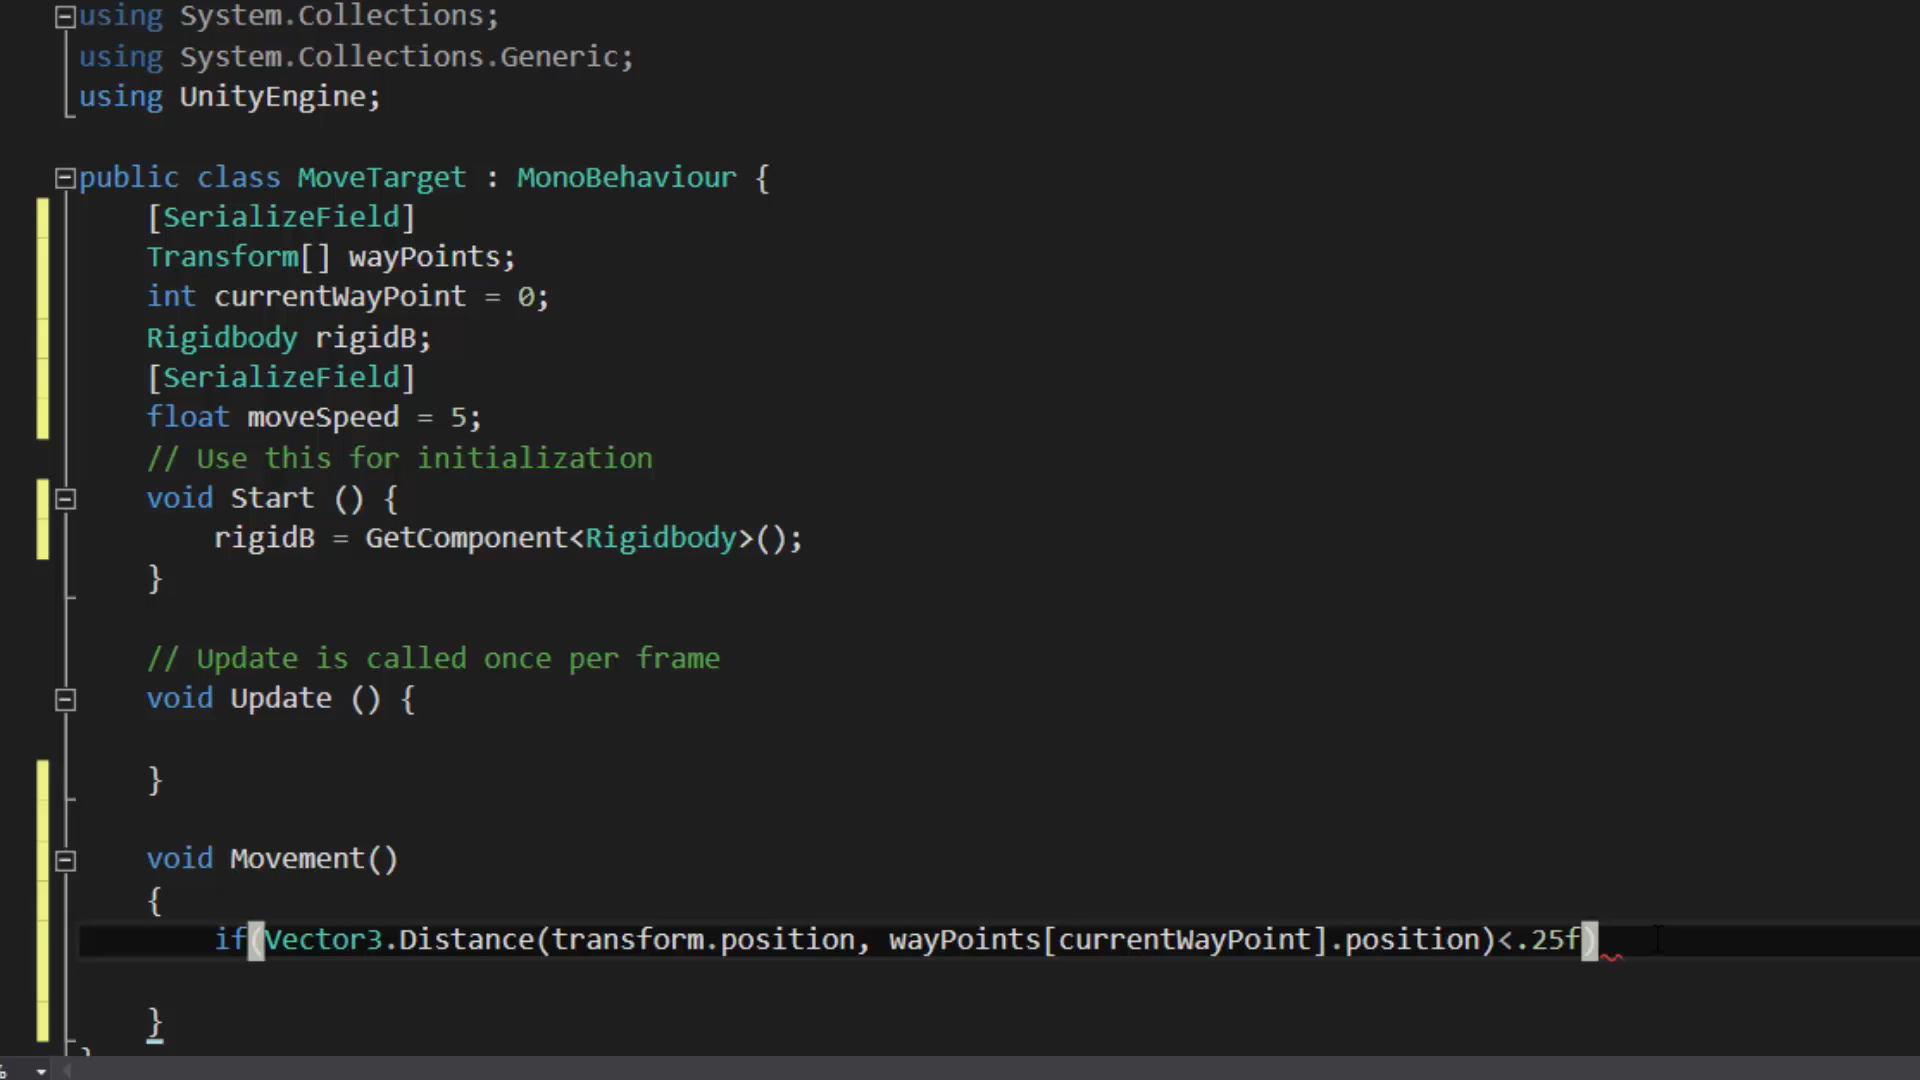 using System.Collections;
using System.Collections.Generic;
using UnityEngine;
public class MoveTarget : MonoBehaviour {
[SerializeField]
Transform[] wayPoints;
int currentWayPoint = 0;
Rigidbody rigidB;
[SerializeField]
float moveSpeed = 5;
// Use this for initialization
void Start () {
rigidB = GetComponent<Rigidbody>();
}
// Update is called once per frame
void Update () {
}
void Movement()
{
if(Vector3.Distance(transform.position, wayPoints[currentWayPoint].position)<.25f)
}
}